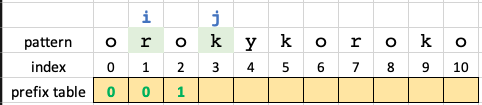 i j
pattern o r o k y k o r o k o
index 0 1 2 3 4 5 6 7 8 9 10
prefix table 0 0 1